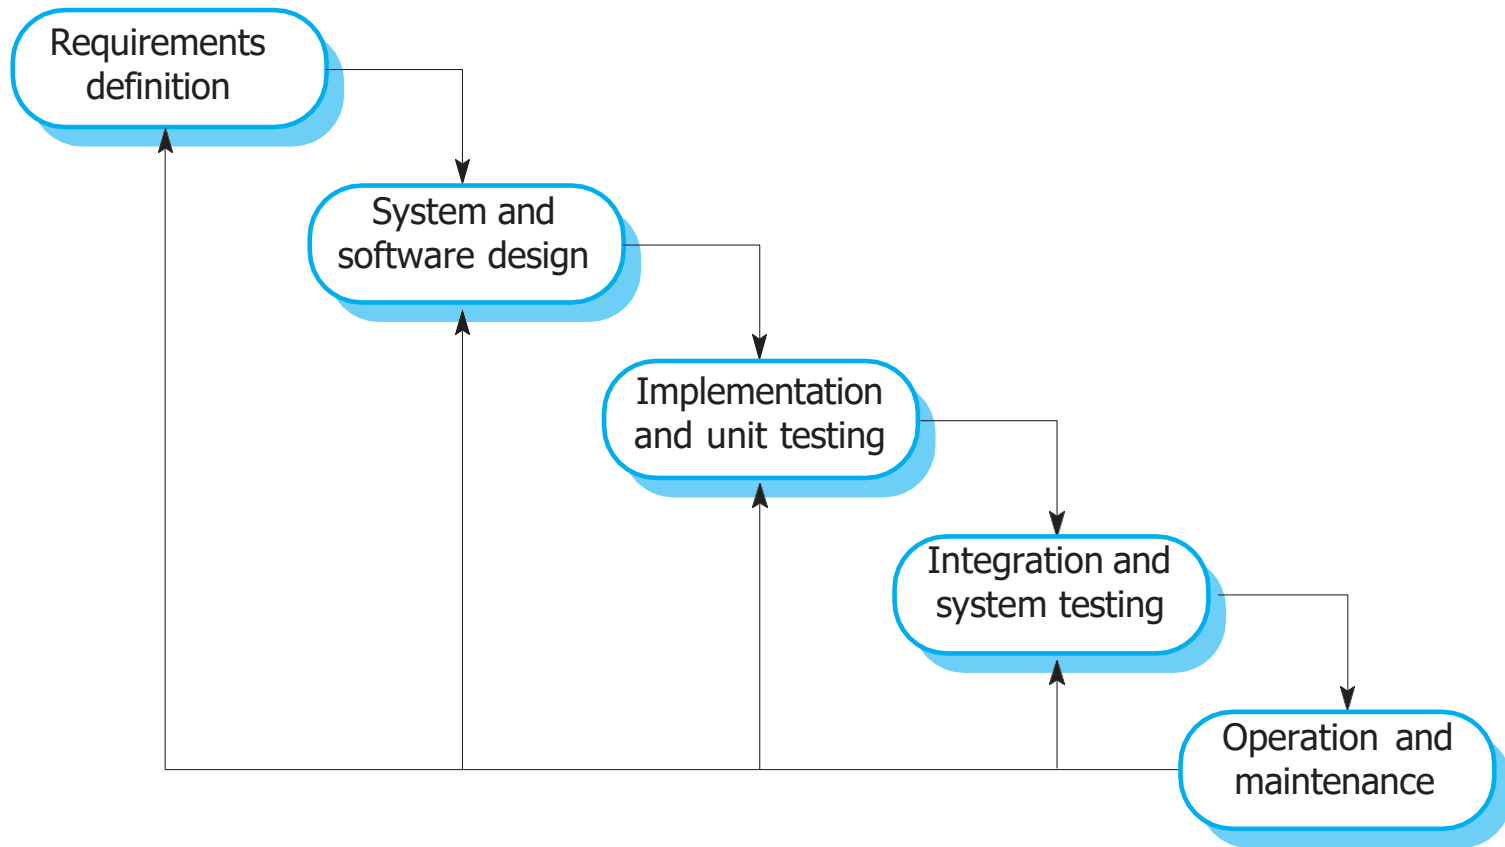 Requirements
definition
System and
software design
Implementation
and unit testing
Integration and
system testing
Operation and
maintenance